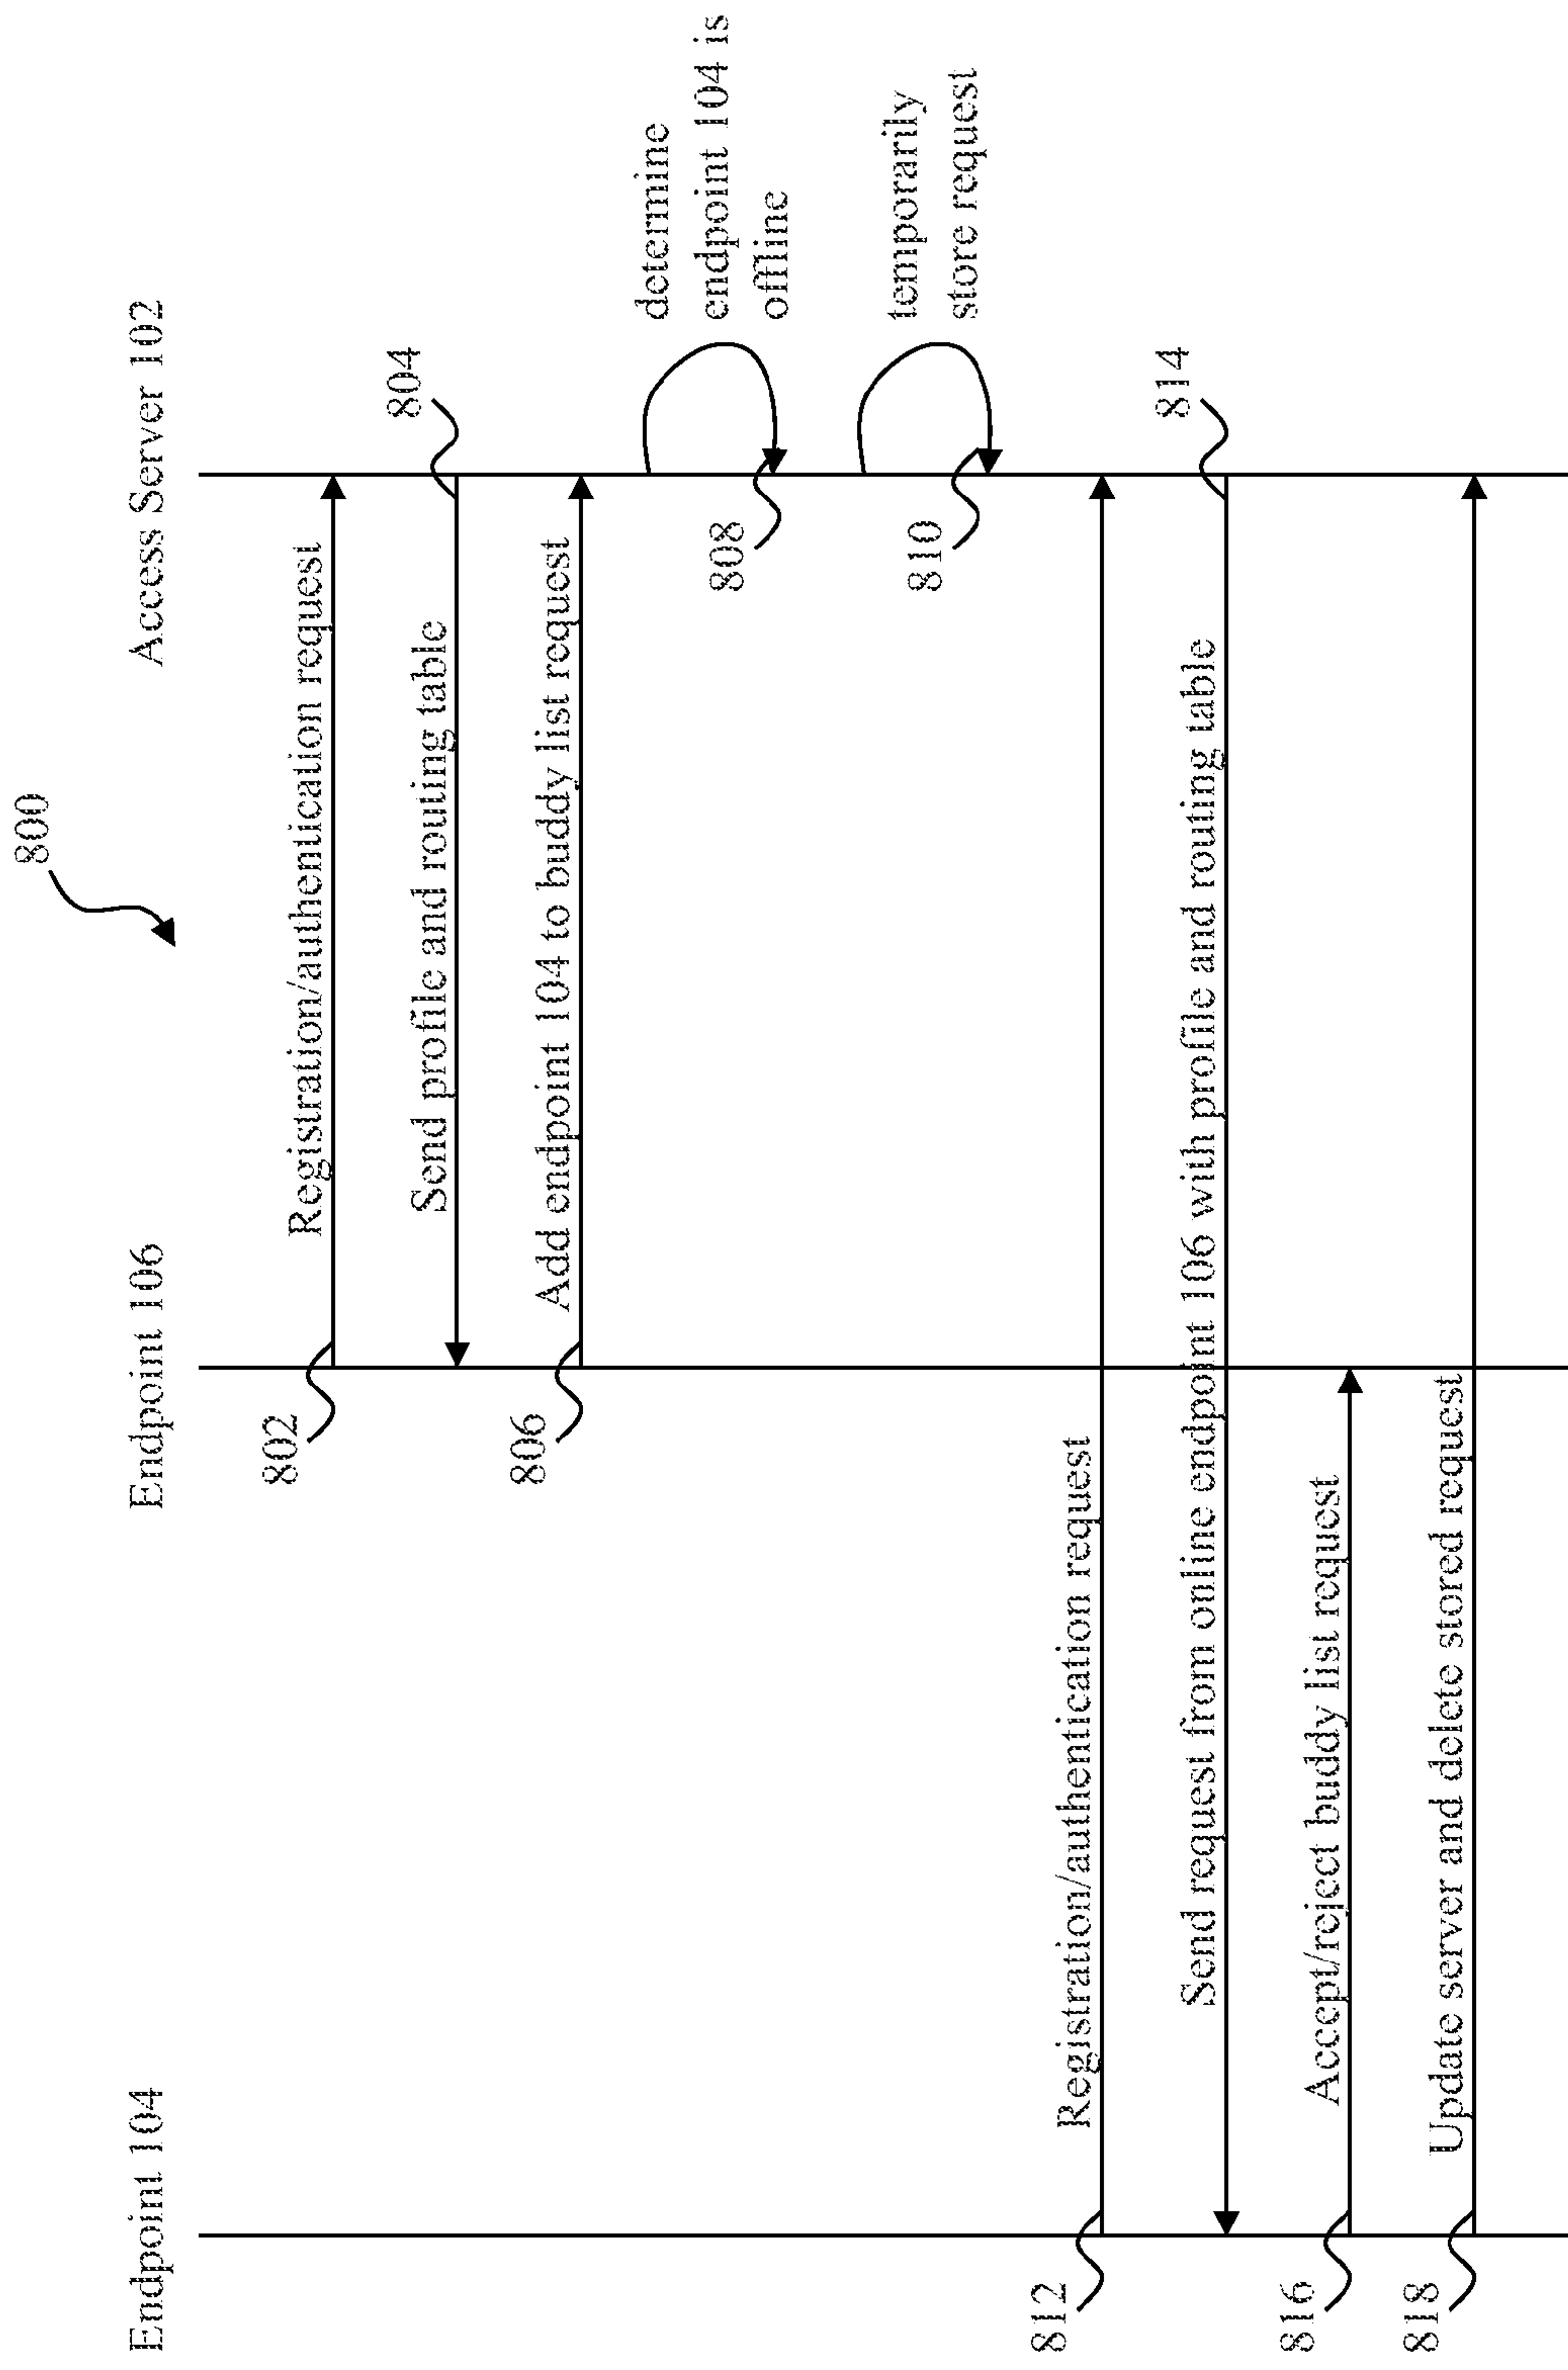 800
Endpoint 104
Endpoint 106
Access Server 102
802
Registration/authentication request
Send profile and routing table
804
806
Add endpoint 104 to buddy list request
determine
endpoint 104 is
offline
808
temporarily
store request
810
812
Registration/authentication request
Send request from online endpoint 106 with profile and routing table
814
816
Accept/reject buddy list request
818
Update server and delete stored request